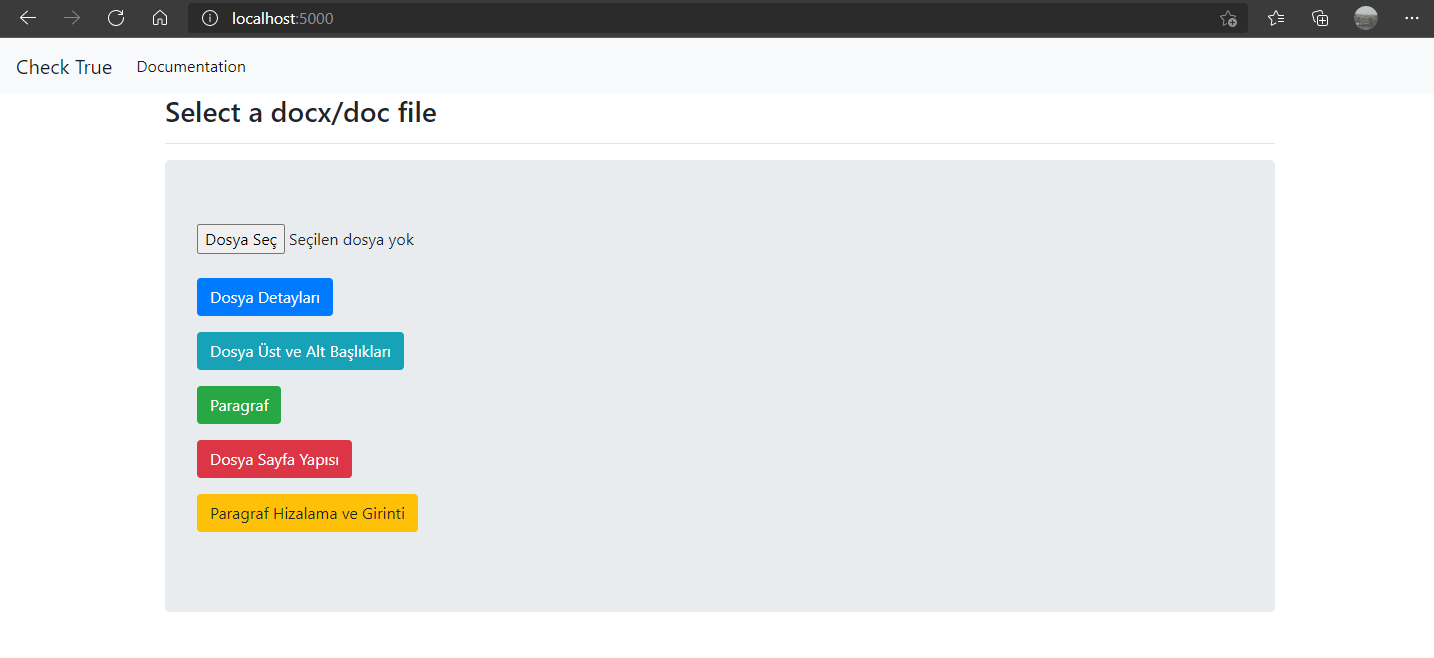 localhost:5000
Check True Documentation
Select a docx/doc file
Dosya Seç Seçilen dosya yok
Dosya Detayları
Dosya Üst ve Alt Başlıkları
Paragraf
Dosya Sayfa Yapısı
Paragraf Hizalama ve Girinti